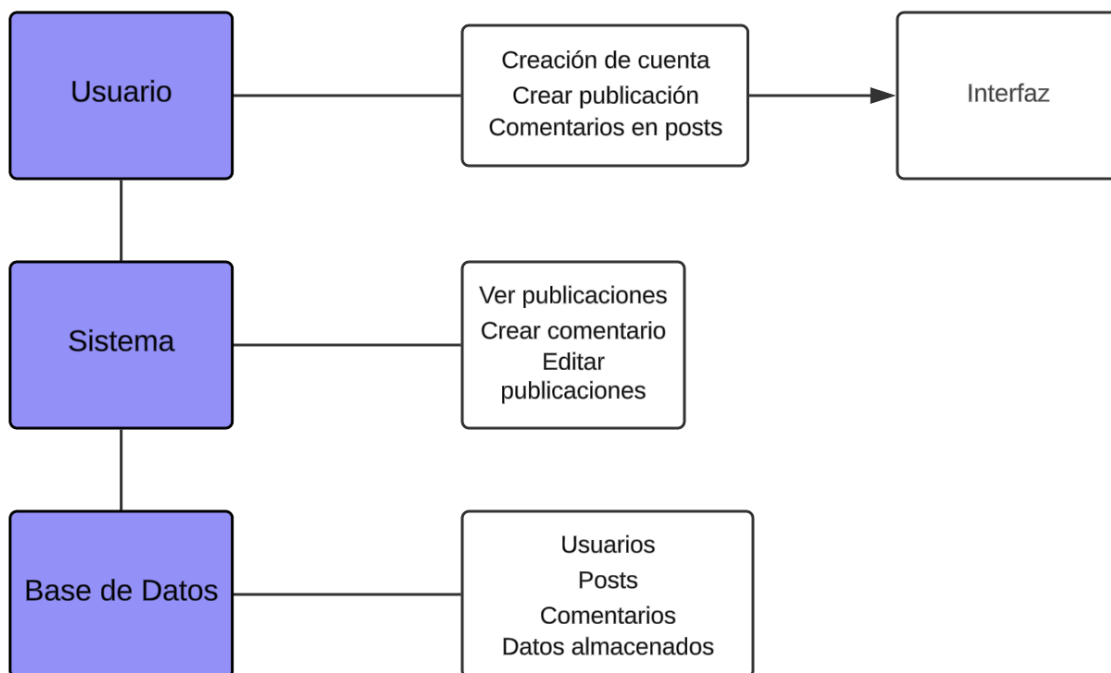 Usuario
Creación de cuenta
Crear publicación
Comentarios en posts
Interfaz
Sistema
Ver publicaciones
Crear comentario
Editar
publicaciones
Base de Datos
Usuarios
Posts
Comentarios
Datos almacenados